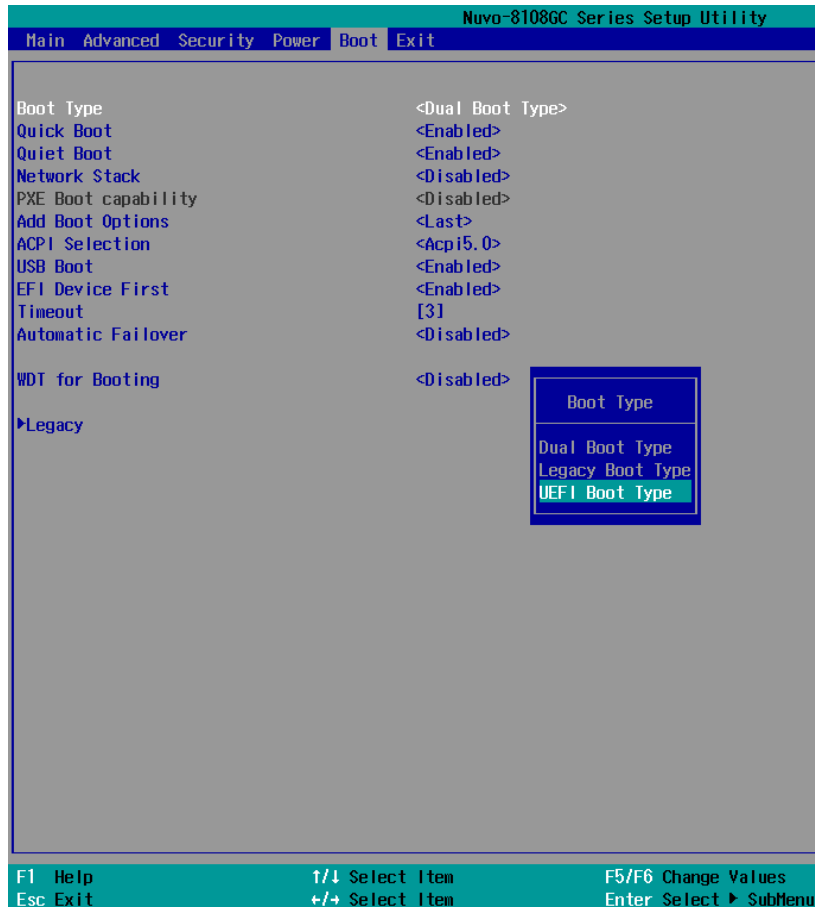 Nuvo-8108GC Series Setup Utility
Main Advanced Security Power Boot Exit
Boot Type <Dual Boot Type>
Quick Boot <Enabled>
Quiet Boot <Enabled>
Network Stack <Disabled>
PXE Boot capability <Disabled>
Add Boot Options <Last>
ACPI Selection <Acpi5.0>
USB Boot <Enabled>
EFI Device First <Enabled>
Timeout [3]
Automatic Failover <Disabled>
WDT for Booting <Disabled>
▶Legacy
Boot Type
Dual Boot Type
Legacy Boot Type
UEFI Boot Type
F1 Help ↑/↓ Select Item F5/F6 Change Values
Esc Exit ←/→ Select Item Enter Select ▶ SubMenu